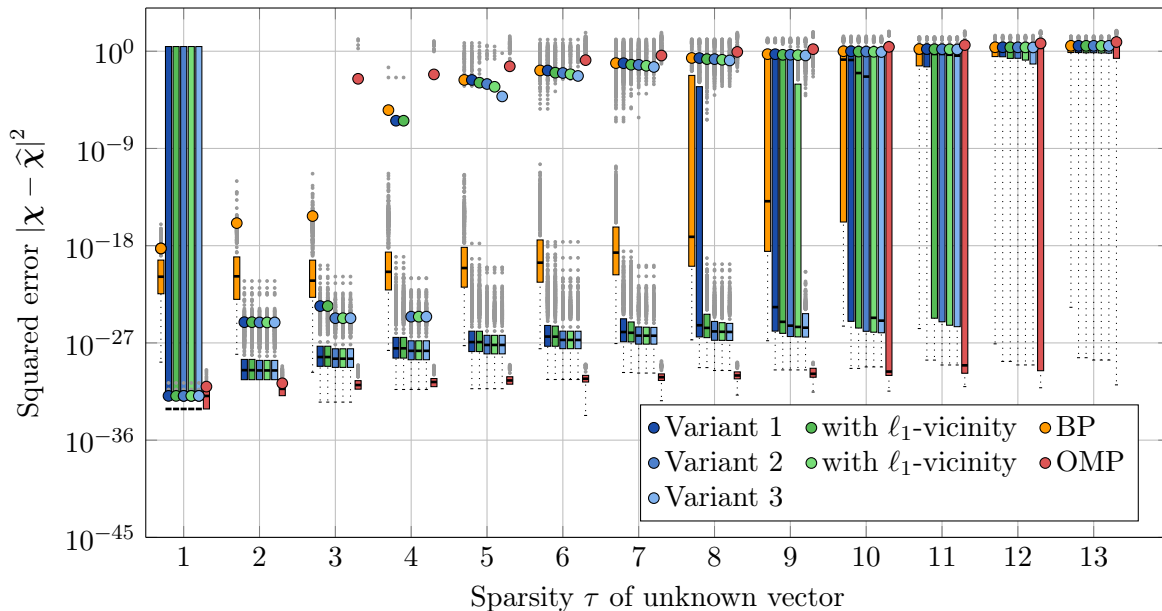 Squared error |χ − χ̂|²
10⁰
10⁻⁹
10⁻¹⁸
10⁻²⁷
10⁻³⁶
10⁻⁴⁵
Variant 1 with ℓ₁-vicinity BP
Variant 2 with ℓ₁-vicinity OMP
Variant 3
1 2 3 4 5 6 7 8 9 10 11 12 13
Sparsity τ of unknown vector